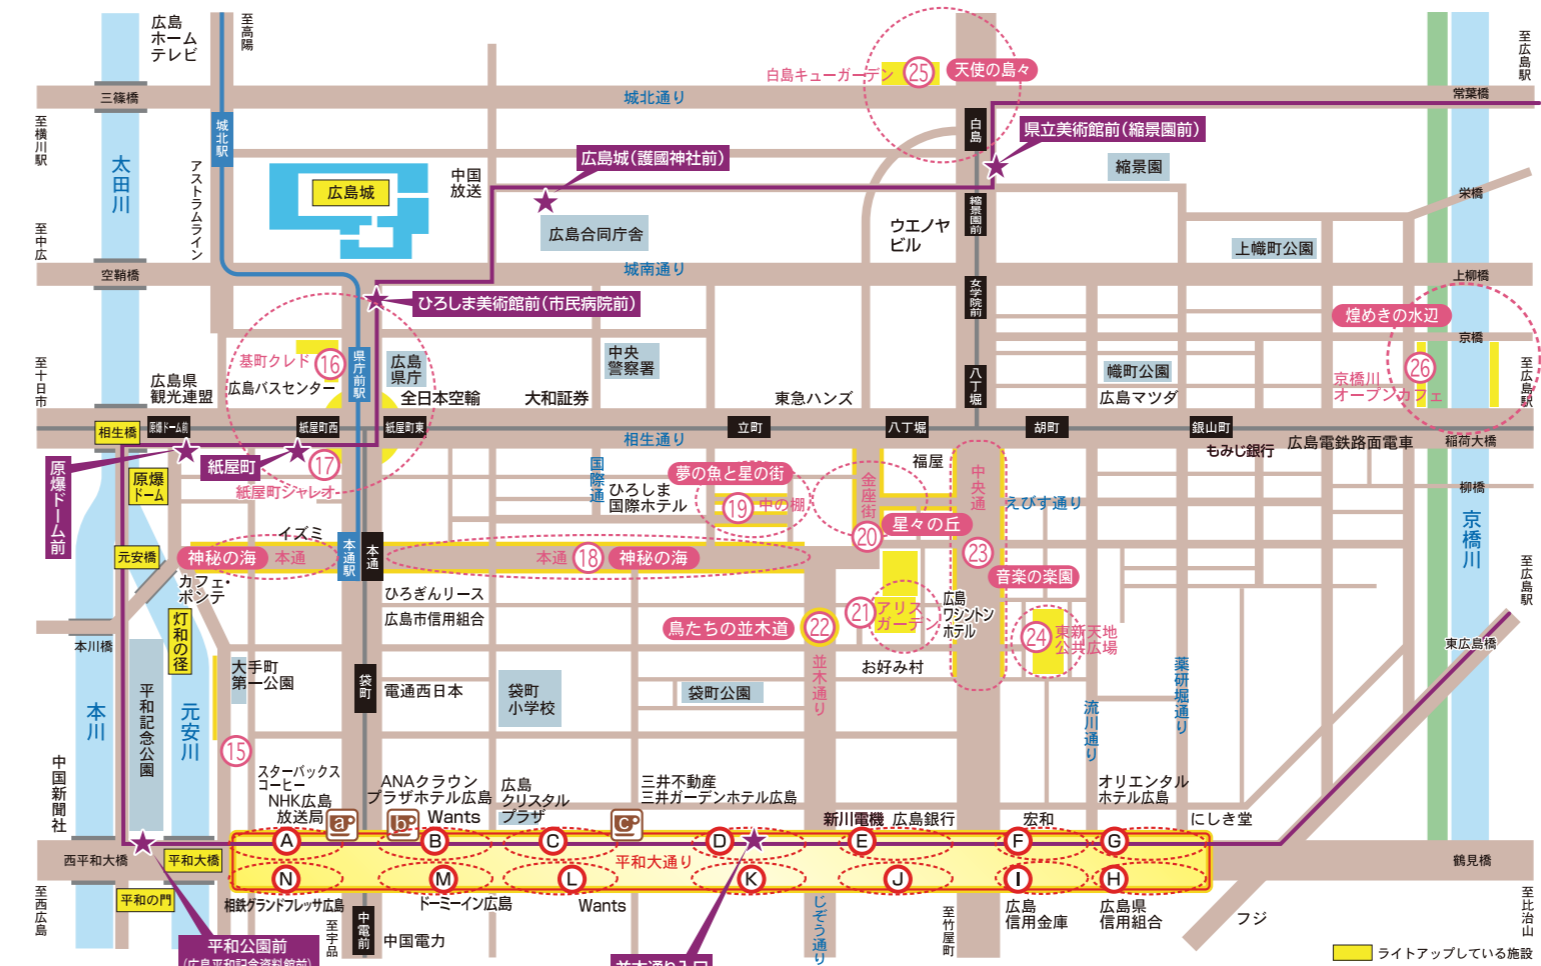 広島
ホーム
テレビ
至高陽
至広島駅
白島キューガーデン
25
天使の島々
三篠橋
城北通り
常葉橋
至横川駅
城北駅
白島
県立美術館前(縮景園前)
太田川
アストラムライン
広島城
中国
放送
広島城(護國神社前)
縮景園
栄橋
縮景園前
広島合同庁舎
ウエノヤ
ビル
上幟町公園
至中広
空鞘橋
城南通り
上柳橋
女学院前
ひろしま美術館前(市民病院前)
煌めきの水辺
京橋
基町クレド
16
県庁前駅
広島
県庁
中央
警察署
八丁堀
幟町公園
京橋川
オープンカフェ
26
至広島駅
至十日市
広島県
観光連盟
広島バスセンター
全日本空輸
大和証券
東急ハンズ
広島マツダ
相生橋
原爆ドーム前
紙屋町西
紙屋町東
相生通り
立町
八丁堀
胡町
銀山町
もみじ銀行
広島電鉄路面電車
稲荷大橋
原爆ドーム前
原爆
ドーム
紙屋町
17
紙屋町シャレオ
国際通
ひろしま
国際ホテル
夢の魚と星の街
19
中の棚
金座街
福屋
中央通
えびす通り
柳橋
20
星々の丘
京橋川
元安橋
イズミ
神秘の海
本通
本通駅
本通
本通
18
神秘の海
23
音楽の楽園
至広島駅
カフェ・
ポンテ
ひろぎんリース
広島市信用組合
灯和の径
本川橋
鳥たちの並木道
22
21
アリス
ガーデン
広島
ワシントン
ホテル
24
東新天地
公共広場
東広島橋
大手町
第一公園
袋町
電通西日本
袋町
小学校
袋町公園
お好み村
並木通り
薬研堀通り
流川通り
本川
平和記念公園
元安川
15
中国新聞社
スターバックス
コーヒー
NHK広島
放送局
a
ANAクラウン
プラザホテル広島
b
Wants
広島
クリスタル
プラザ
c
三井不動産
三井ガーデンホテル広島
新川電機
広島銀行
宏和
オリエンタル
ホテル広島
にしき堂
A
B
C
D
E
F
G
西平和大橋
平和大橋
平和大通り
鶴見橋
N
M
L
K
J
I
H
至西広島
平和の門
相鉄グランドフレッサ広島
ドーミーイン広島
Wants
広島
信用金庫
広島県
信用組合
フジ
至比治山
平和公園前
(広島平和記念資料館前)
至宇品
中電前
中国電力
並木通り入口
じぞう通り
至竹屋町
ライトアップしている施設